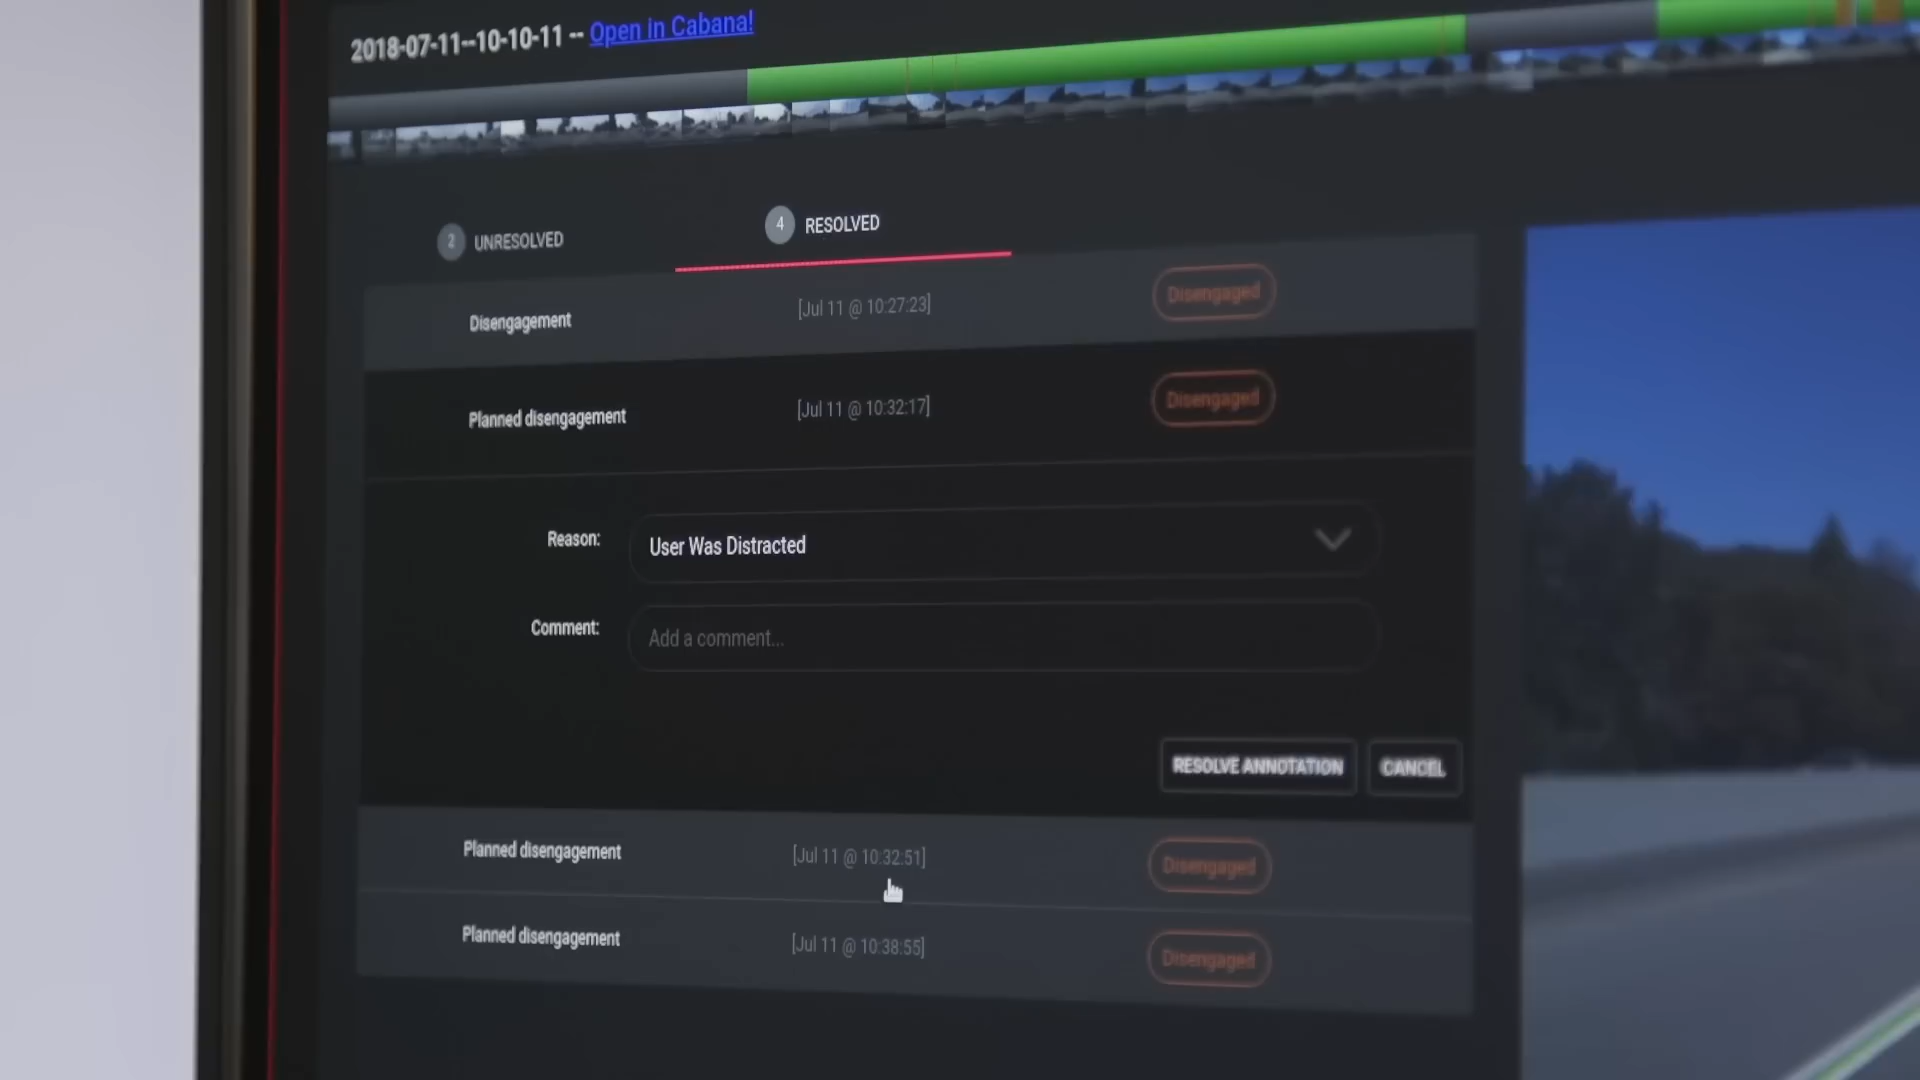 2018-07-11--10-10-11 -- Open in Cabana!
2 UNRESOLVED 4 RESOLVED
Disengagement [Jul 11 @ 10:27:23] Disengaged
Planned disengagement [Jul 11 @ 10:32:17] Disengaged
Reason: User Was Distracted
Comment: Add a comment...
RESOLVE ANNOTATION CANCEL
Planned disengagement [Jul 11 @ 10:32:51] Disengaged
Planned disengagement [Jul 11 @ 10:38:55] Disengaged